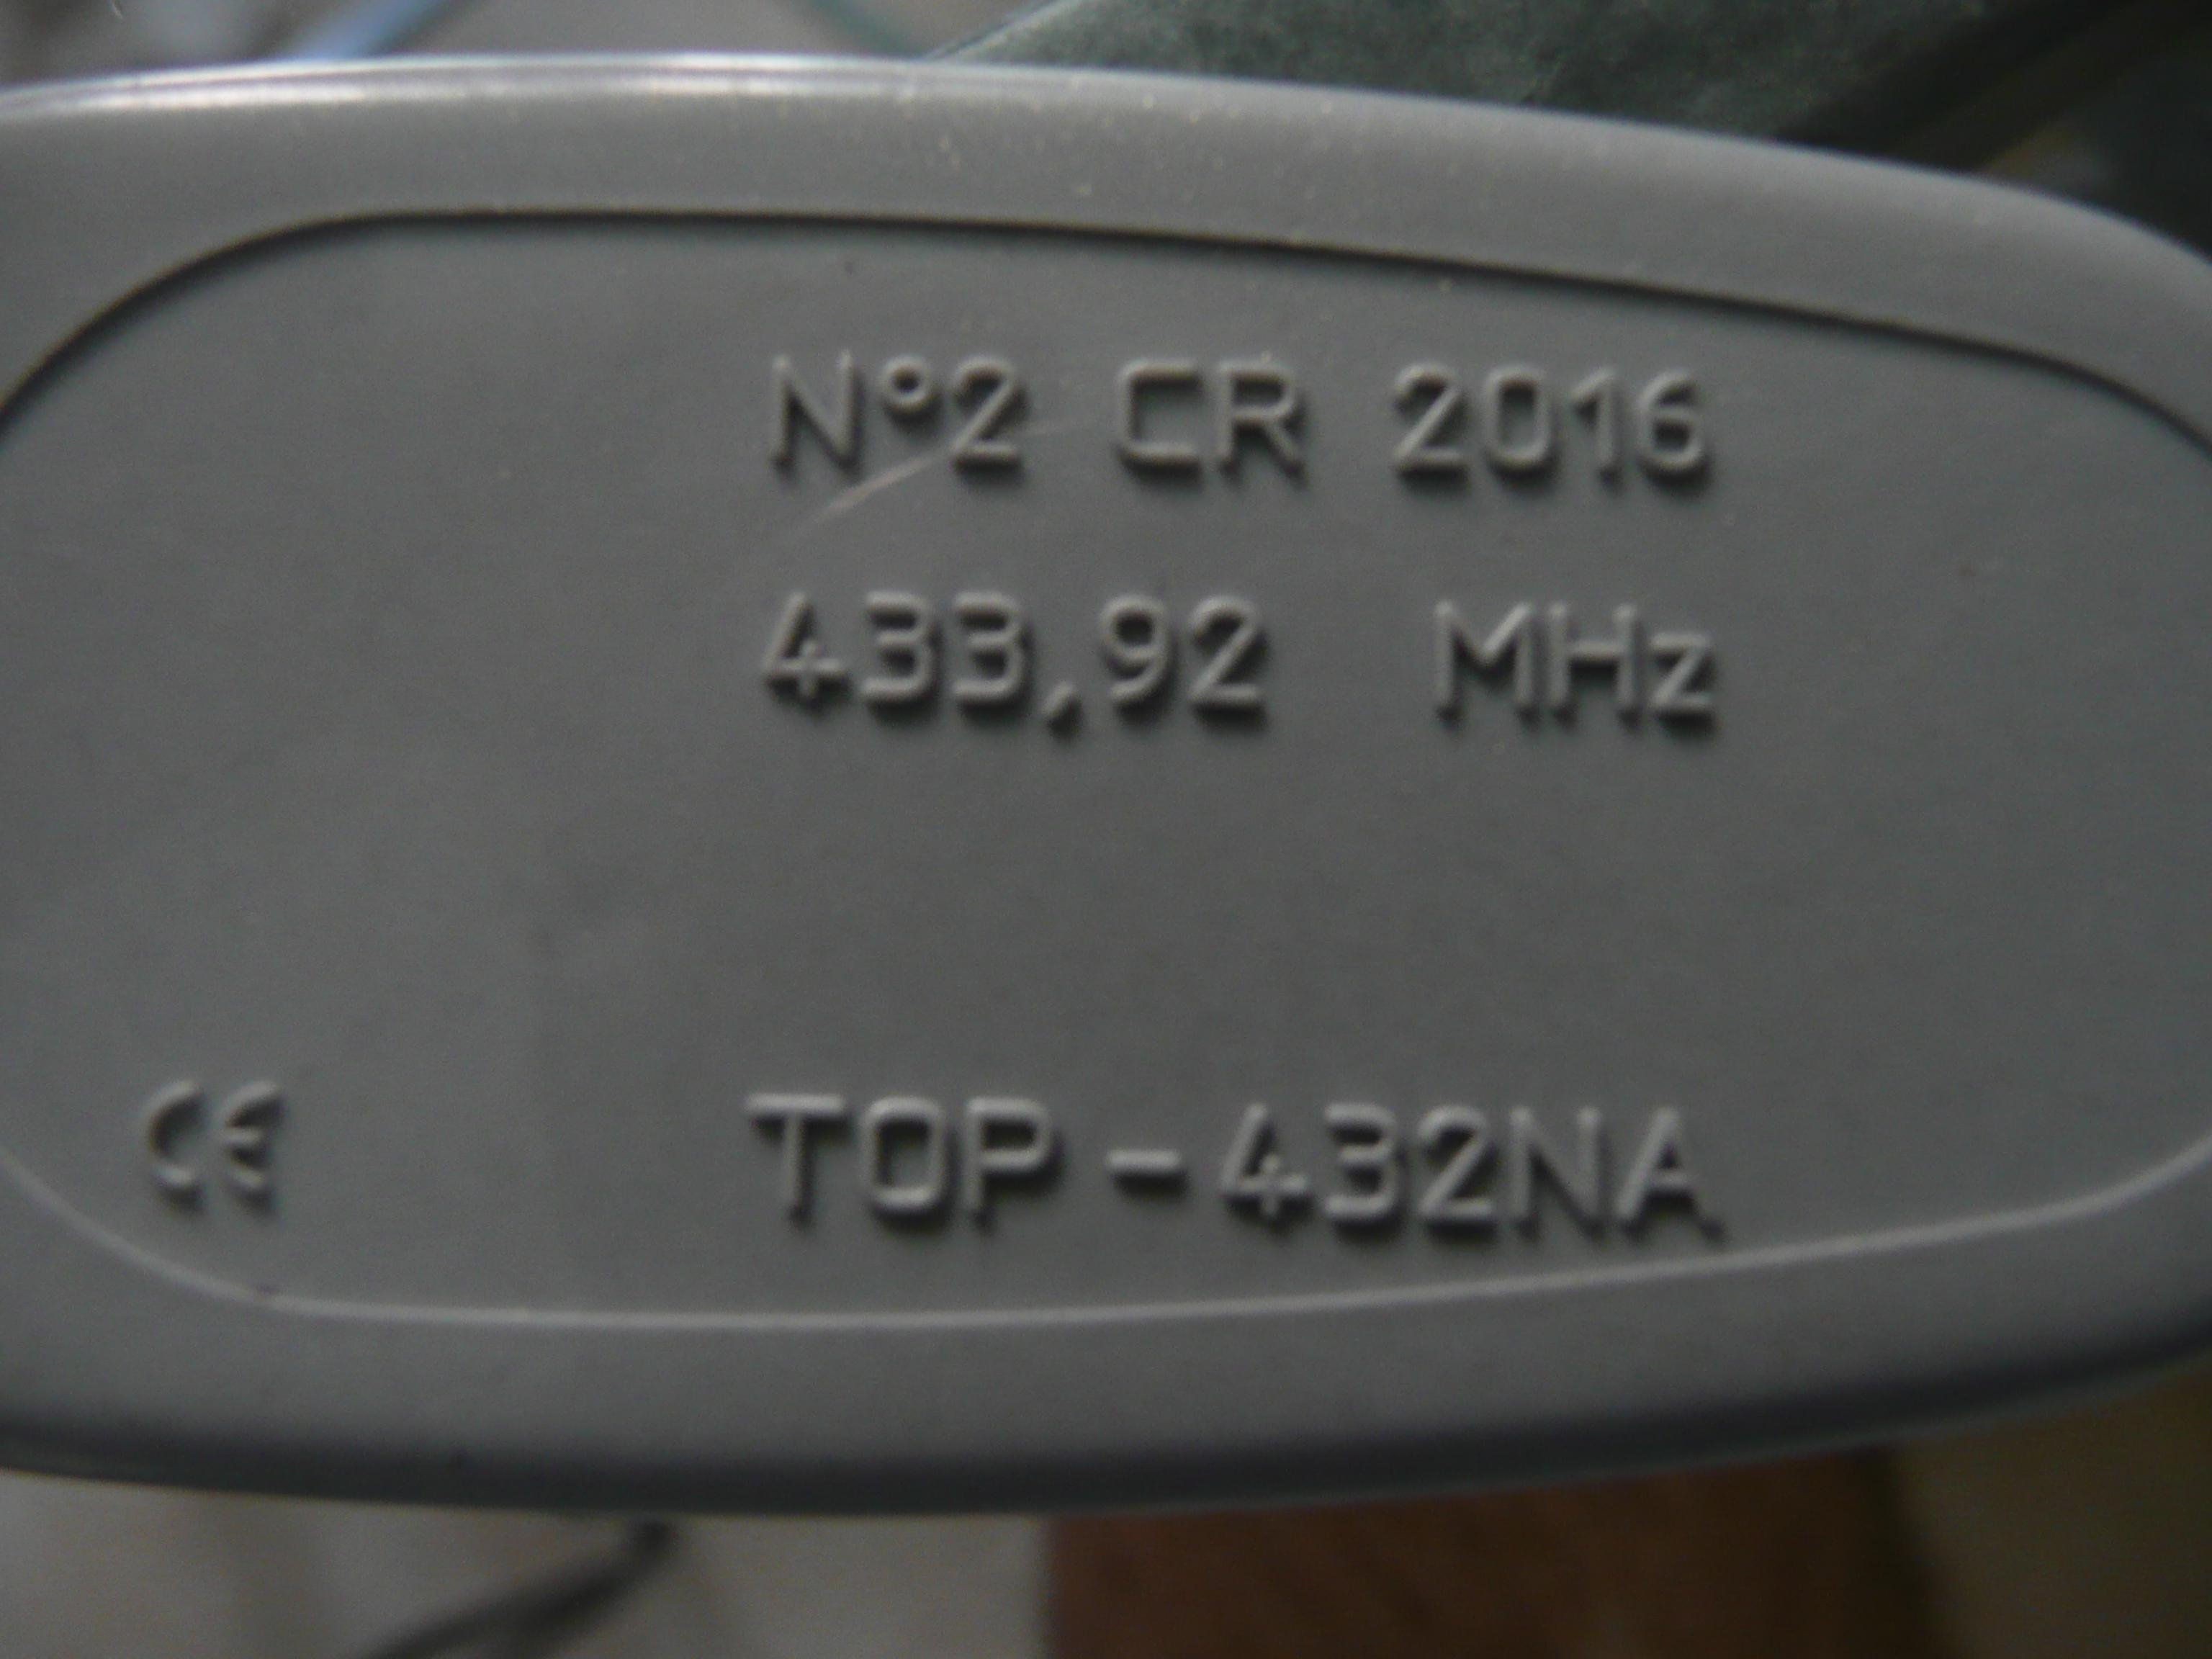 N°2 CR 2016
433,92 MHz
CE TOP-432NA